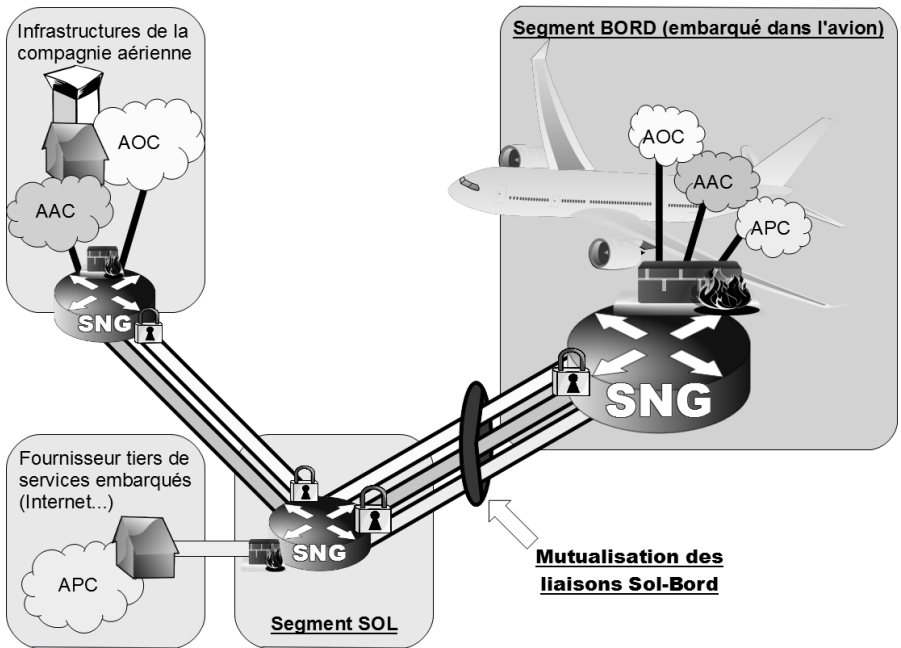 Infrastructures de la
compagnie aérienne
AOC
AAC
SNG
Segment BORD (embarqué dans l'avion)
AOC
AAC
APC
SNG
Fournisseur tiers de
services embarqués
(Internet...)
APC
SNG
Segment SOL
Mutualisation des
liaisons Sol-Bord